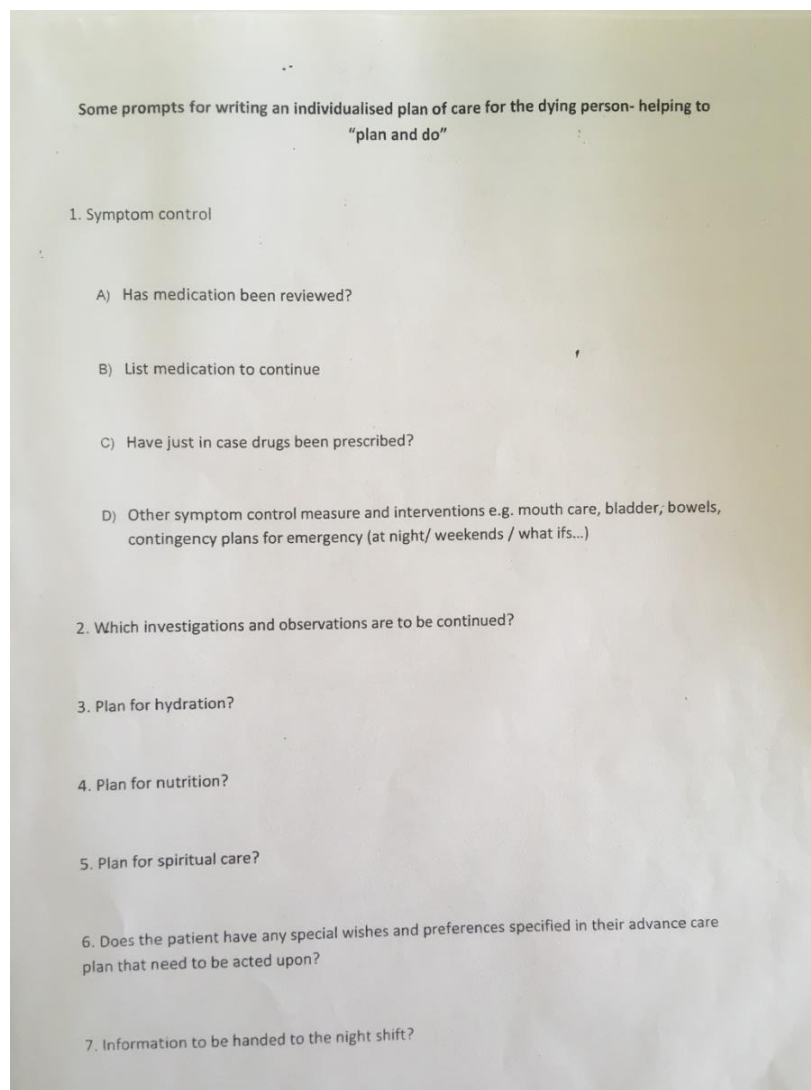 Some prompts for writing an individualised plan of care for the dying person- helping to
“plan and do”
1. Symptom control
A) Has medication been reviewed?
B) List medication to continue
C) Have just in case drugs been prescribed?
D) Other symptom control measure and interventions e.g. mouth care, bladder, bowels,
contingency plans for emergency (at night/ weekends / what ifs...)
2. Which investigations and observations are to be continued?
3. Plan for hydration?
4. Plan for nutrition?
5. Plan for spiritual care?
6. Does the patient have any special wishes and preferences specified in their advance care
plan that need to be acted upon?
7. Information to be handed to the night shift?